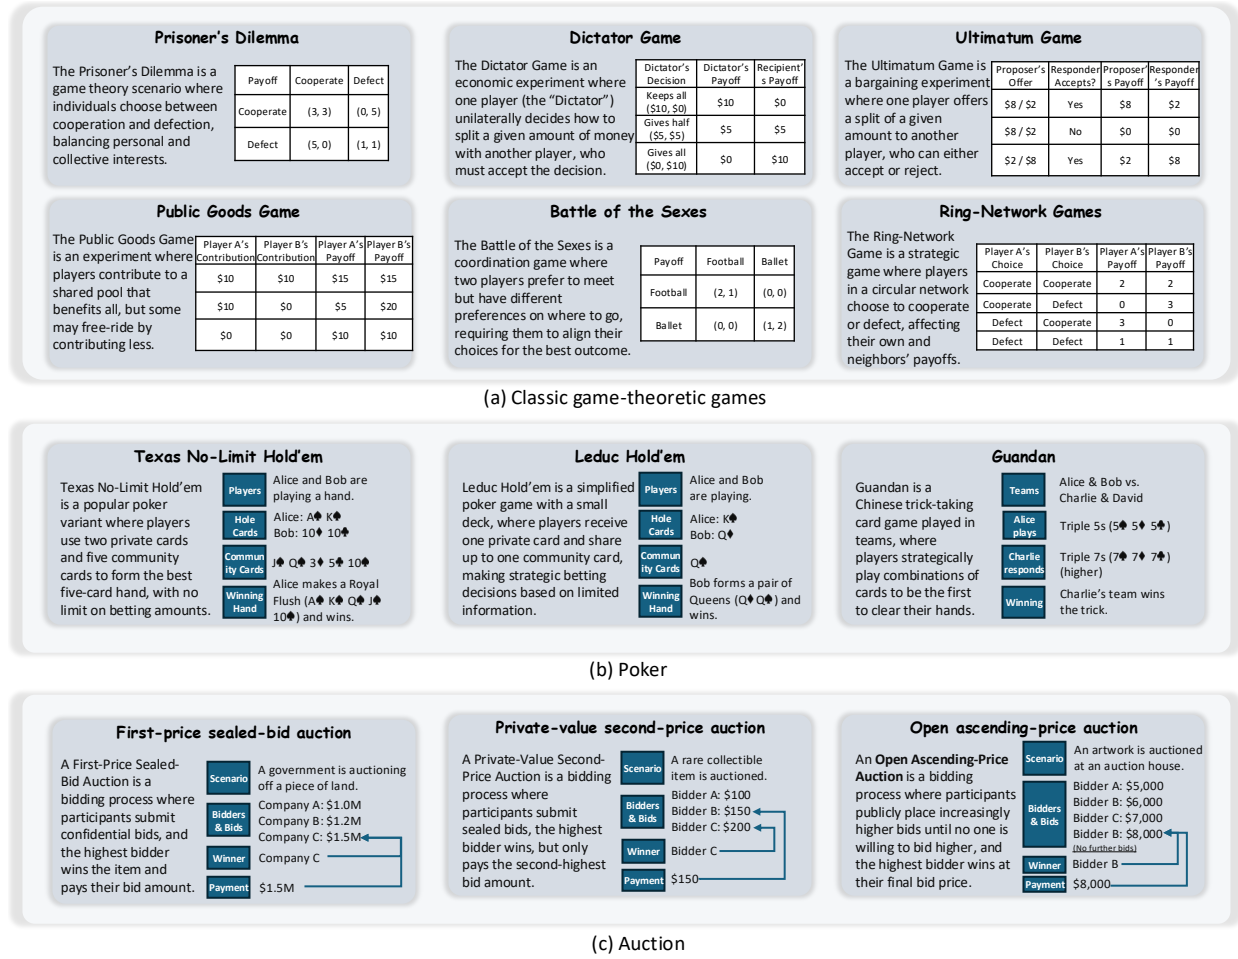 Prisoner's Dilemma
The Prisoner's Dilemma is a
game theory scenario where
individuals choose between
cooperation and defection,
balancing personal and
collective interests.
Payoff Cooperate Defect
Cooperate (3, 3) (0, 5)
Defect (5, 0) (1, 1)
Dictator Game
The Dictator Game is an
economic experiment where
one player (the "Dictator")
unilaterally decides how to
split a given amount of money
with another player, who
must accept the decision.
Dictator's Dictator's Recipient'
Decision Payoff s Payoff
Keeps all
($10, $0) $10 $0
Gives half
($5, $5) $5 $5
Gives all
($0, $10) $0 $10
Ultimatum Game
The Ultimatum Game is
a bargaining experiment
where one player offers
a split of a given
amount to another
player, who can either
accept or reject.
Proposer's Responder Proposer' Responder
Offer Accepts? s Payoff 's Payoff
$8 / $2 Yes $8 $2
$8 / $2 No $0 $0
$2 / $8 Yes $2 $8
Public Goods Game
The Public Goods Game
is an experiment where
players contribute to a
shared pool that
benefits all, but some
may free-ride by
contributing less.
Player A's Player B's Player A's Player B's
Contribution Contribution Payoff Payoff
$10 $10 $15 $15
$10 $0 $5 $20
$0 $0 $10 $10
Battle of the Sexes
The Battle of the Sexes is a
coordination game where
two players prefer to meet
but have different
preferences on where to go,
requiring them to align their
choices for the best outcome.
Payoff Football Ballet
Football (2, 1) (0, 0)
Ballet (0, 0) (1, 2)
Ring-Network Games
The Ring-Network
Game is a strategic
game where players
in a circular network
choose to cooperate
or defect, affecting
their own and
neighbors' payoffs.
Player A's Player B's Player A's Player B's
Choice Choice Payoff Payoff
Cooperate Cooperate 2 2
Cooperate Defect 0 3
Defect Cooperate 3 0
Defect Defect 1 1
(a) Classic game-theoretic games
Texas No-Limit Hold'em
Texas No-Limit Hold'em
is a popular poker
variant where players
use two private cards
and five community
cards to form the best
five-card hand, with no
limit on betting amounts.
Players
Alice and Bob are
playing a hand.
Hole
Cards
Alice: A♠ K♠
Bob: 10♦ 10♣
Commun
ity Cards
J♠ Q♠ 3♦ 5♣ 10♠
Winning
Hand
Alice makes a Royal
Flush (A♠ K♠ Q♠ J♠
10♠) and wins.
Leduc Hold'em
Leduc Hold'em is a simplified
poker game with a small
deck, where players receive
one private card and share
up to one community card,
making strategic betting
decisions based on limited
information.
Players
Alice and Bob
are playing.
Hole
Cards
Alice: K♠
Bob: Q♦
Commun
ity Cards
Q♠
Winning
Hand
Bob forms a pair of
Queens (Q♦ Q♠) and
wins.
Guandan
Guandan is a
Chinese trick-taking
card game played in
teams, where
players strategically
play combinations of
cards to be the first
to clear their hands.
Teams
Alice & Bob vs.
Charlie & David
Alice
plays
Triple 5s (5♠ 5♦ 5♣)
Charlie
responds
Triple 7s (7♠ 7♦ 7♣)
(higher)
Winning
Charlie's team wins
the trick.
(b) Poker
First-price sealed-bid auction
A First-Price Sealed-
Bid Auction is a
bidding process where
participants submit
confidential bids, and
the highest bidder
wins the item and
pays their bid amount.
Scenario
A government is auctioning
off a piece of land.
Bidders
& Bids
Company A: $1.0M
Company B: $1.2M
Company C: $1.5M
Winner
Company C
Payment
$1.5M
Private-value second-price auction
A Private-Value Second-
Price Auction is a bidding
process where
participants submit
sealed bids, the highest
bidder wins, but only
pays the second-highest
bid amount.
Scenario
A rare collectible
item is auctioned.
Bidders
& Bids
Bidder A: $100
Bidder B: $150
Bidder C: $200
Winner
Bidder C
Payment
$150
Open ascending-price auction
An Open Ascending-Price
Auction is a bidding
process where participants
publicly place increasingly
higher bids until no one is
willing to bid higher, and
the highest bidder wins at
their final bid price.
Scenario
An artwork is auctioned
at an auction house.
Bidders
& Bids
Bidder A: $5,000
Bidder B: $6,000
Bidder C: $7,000
Bidder B: $8,000
(No further bids)
Winner
Bidder B
Payment
$8,000
(c) Auction